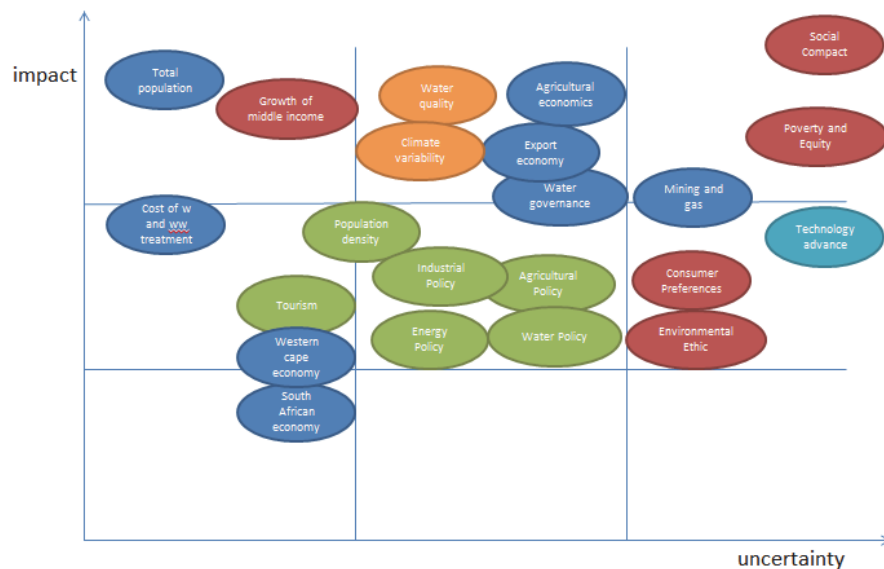 impact
Total
population
Growth of
middle income
Water
quality
Climate
variability
Agricultural
economics
Export
economy
Water
governance
Social
Compact
Poverty and
Equity
Mining and
gas
Cost of w
and ww
treatment
Population
density
Technology
advance
Industrial
Policy
Agricultural
Policy
Consumer
Preferences
Tourism
Energy
Policy
Water Policy
Environmental
Ethic
Western
cape
economy
South
African
economy
uncertainty